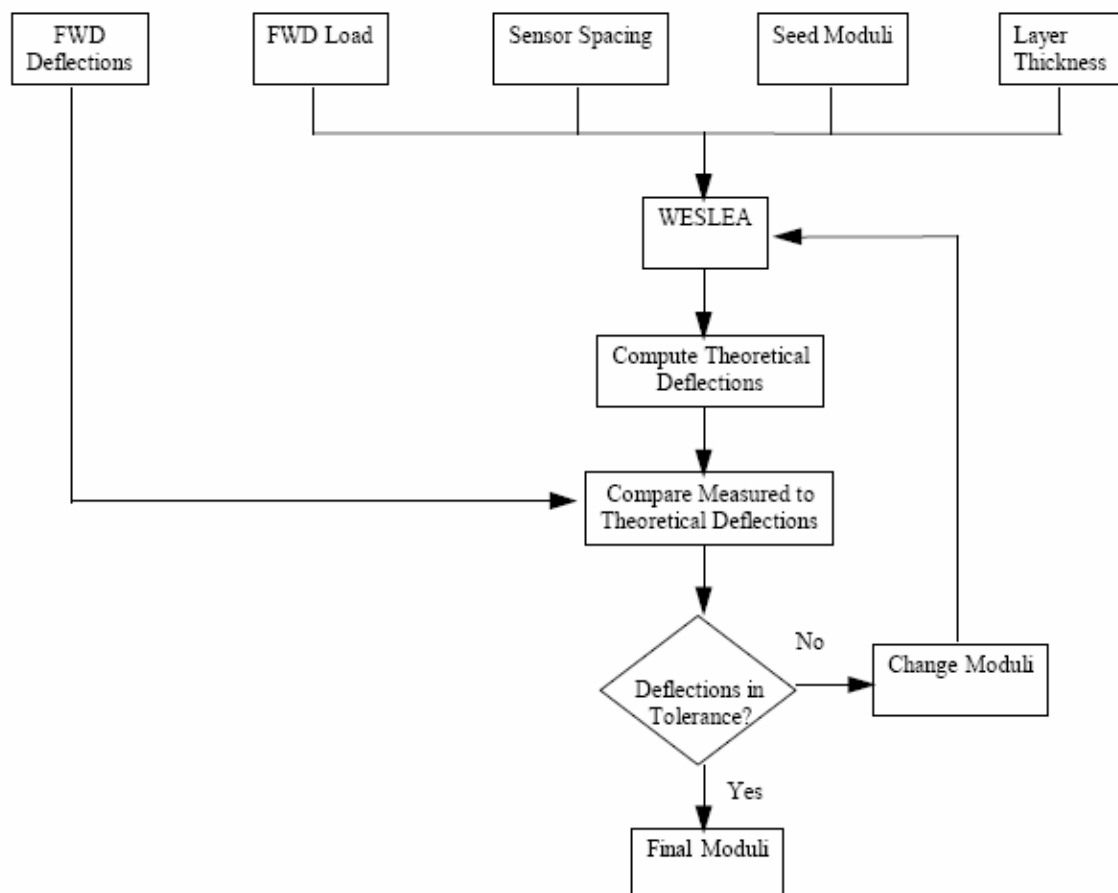 FWD
Deflections
FWD Load
Sensor Spacing
Seed Moduli
Layer
Thickness
WESLEA
Compute Theoretical
Deflections
Compare Measured to
Theoretical Deflections
No
Change Moduli
Deflections in
Tolerance?
Yes
Final Moduli